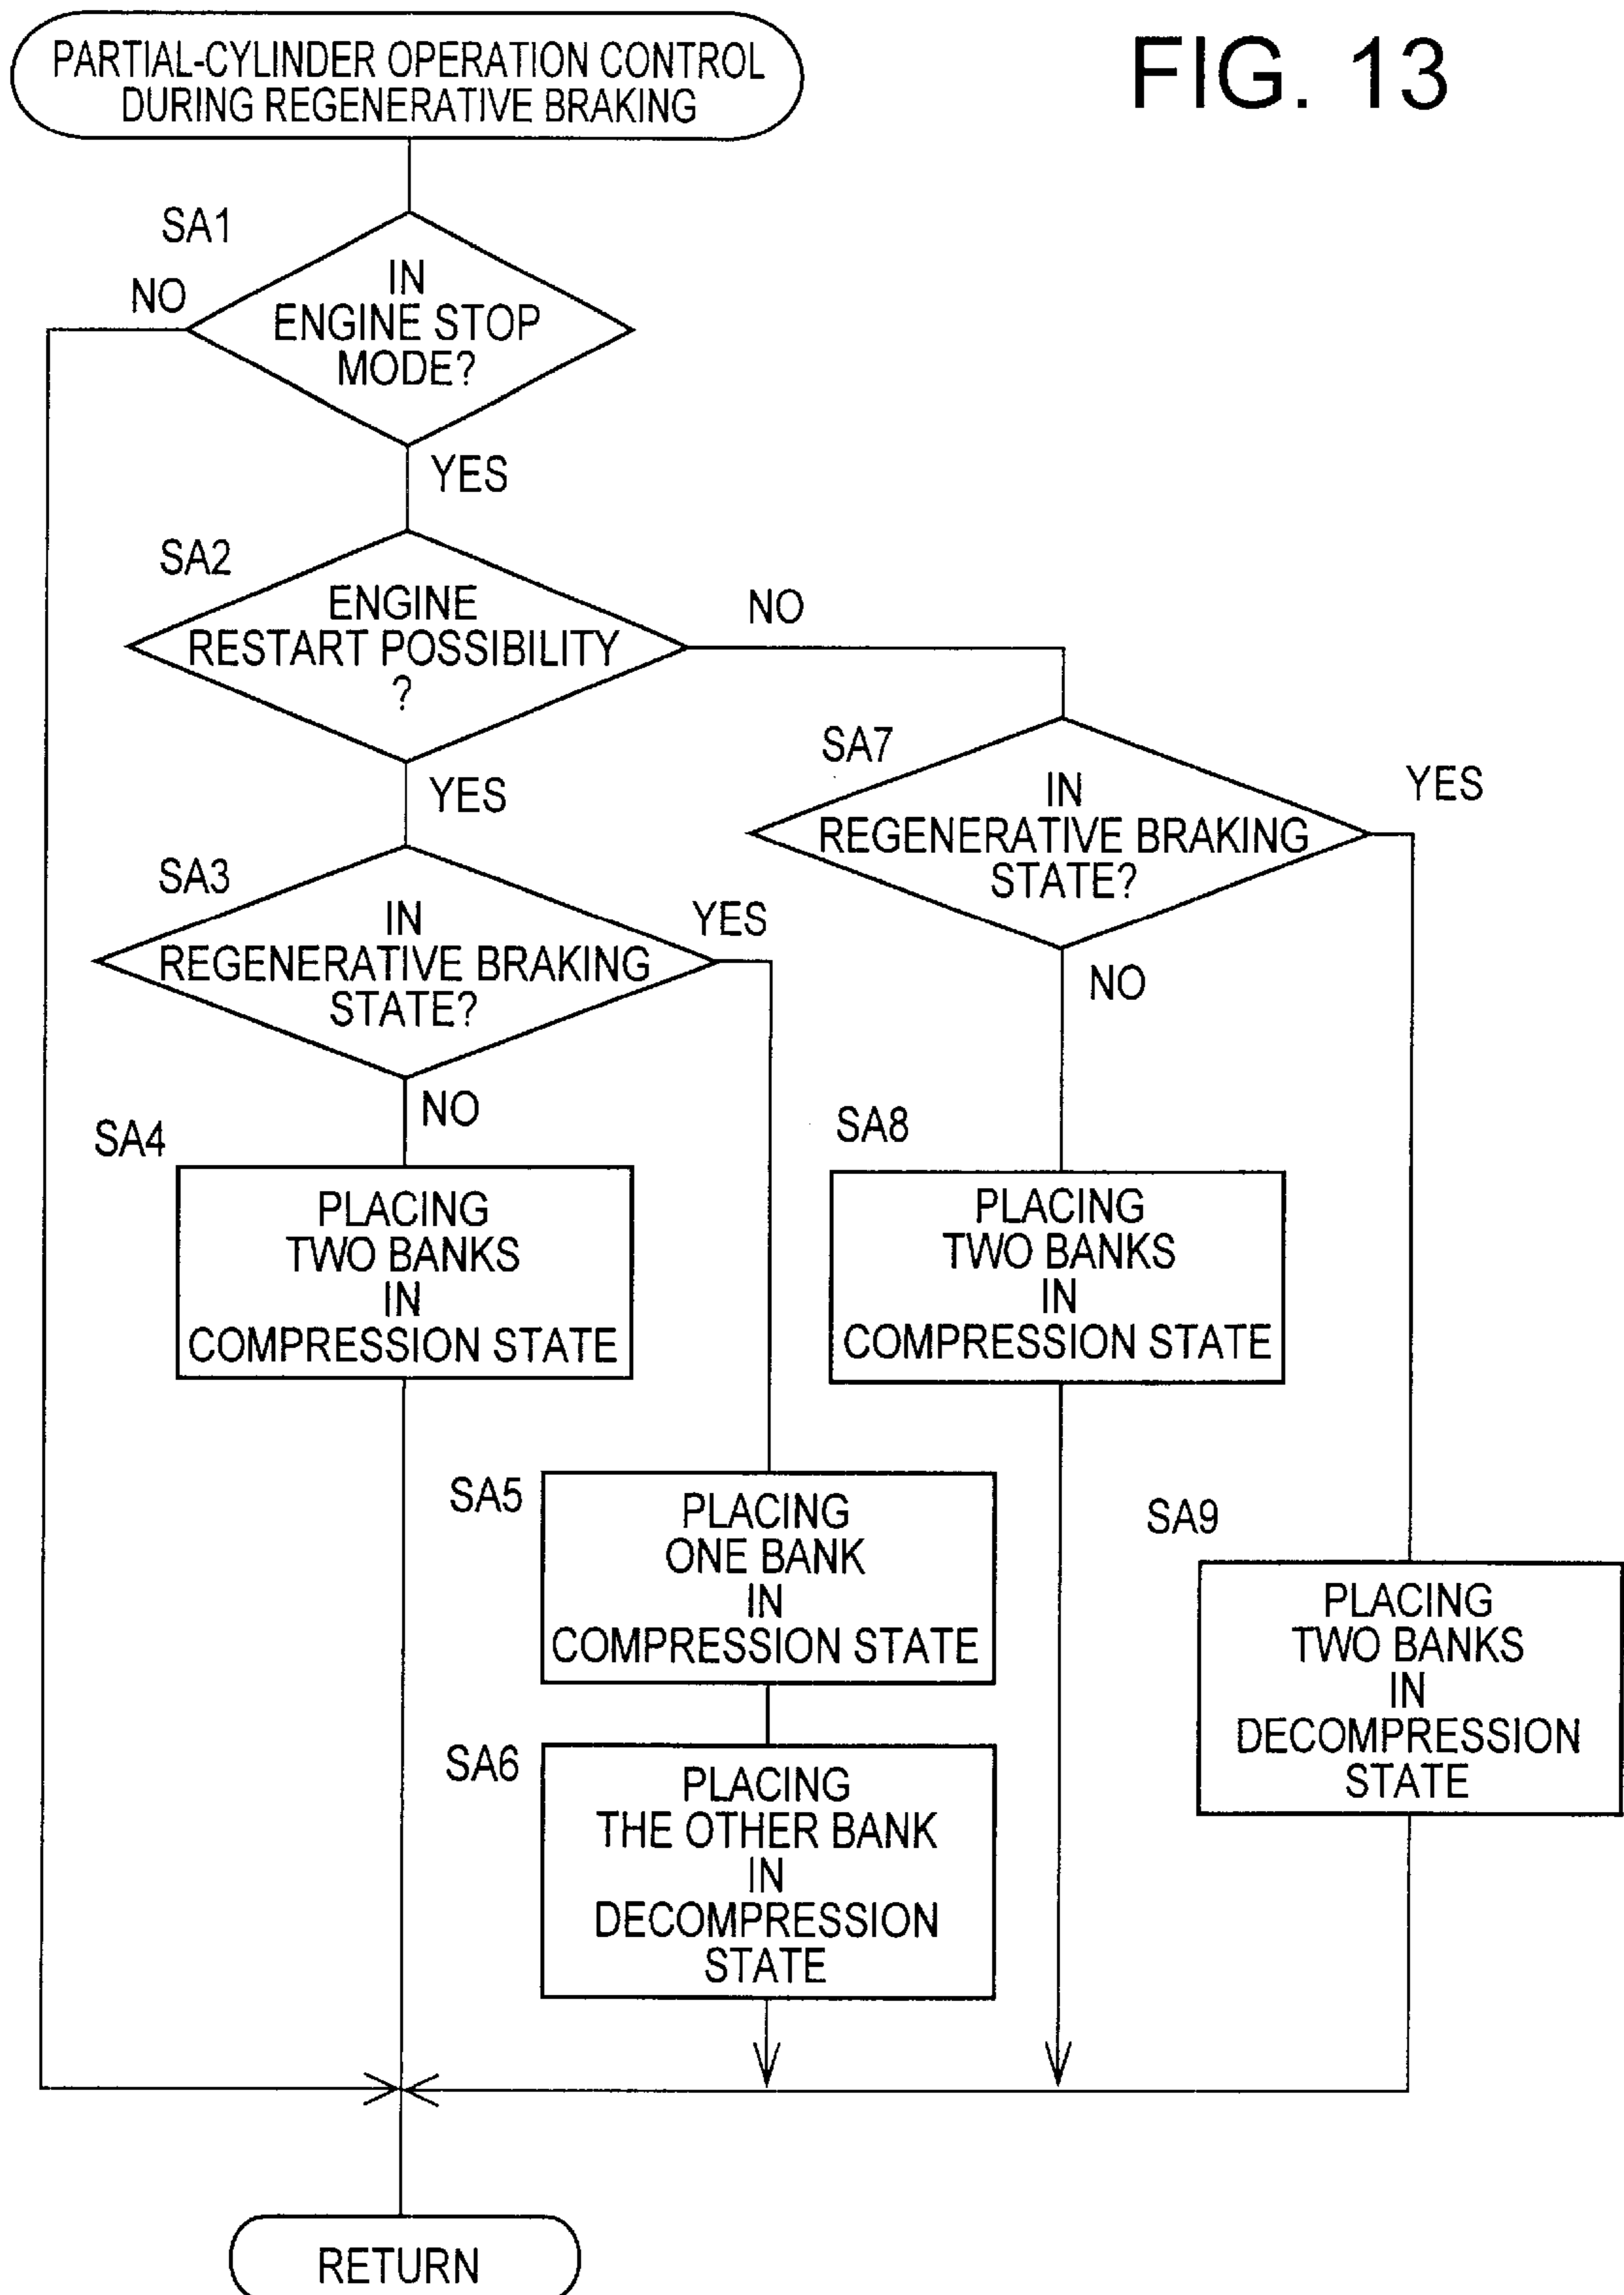 FIG. 13
PARTIAL-CYLINDER OPERATION CONTROL
DURING REGENERATIVE BRAKING
SA1
NO
IN
ENGINE STOP
MODE?
YES
SA2
ENGINE
RESTART POSSIBILITY
?
NO
YES
SA3
IN
REGENERATIVE BRAKING
STATE?
YES
NO
SA4
PLACING
TWO BANKS
IN
COMPRESSION STATE
SA5
PLACING
ONE BANK
IN
COMPRESSION STATE
SA6
PLACING
THE OTHER BANK
IN
DECOMPRESSION
STATE
SA7
IN
REGENERATIVE BRAKING
STATE?
YES
NO
SA8
PLACING
TWO BANKS
IN
COMPRESSION STATE
SA9
PLACING
TWO BANKS
IN
DECOMPRESSION
STATE
RETURN